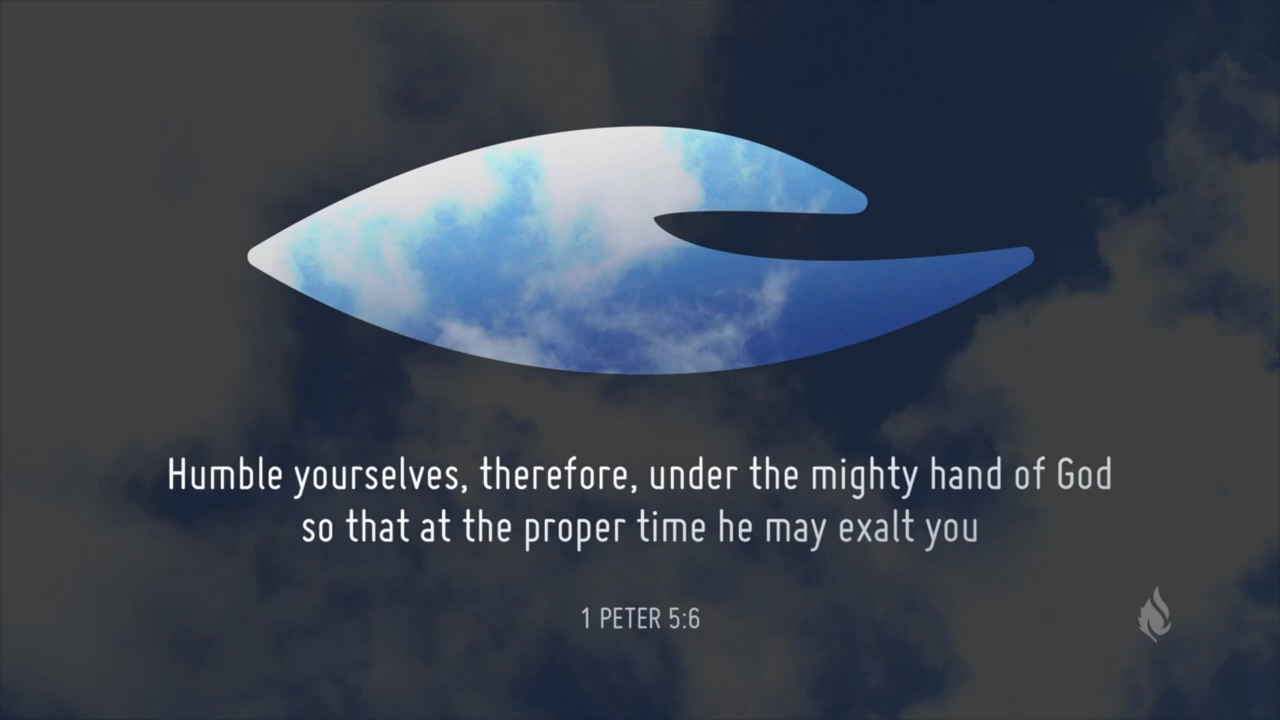 Humble yourselves, therefore, under the mighty hand of God
so that at the proper time he may exalt you
1 PETER 5:6